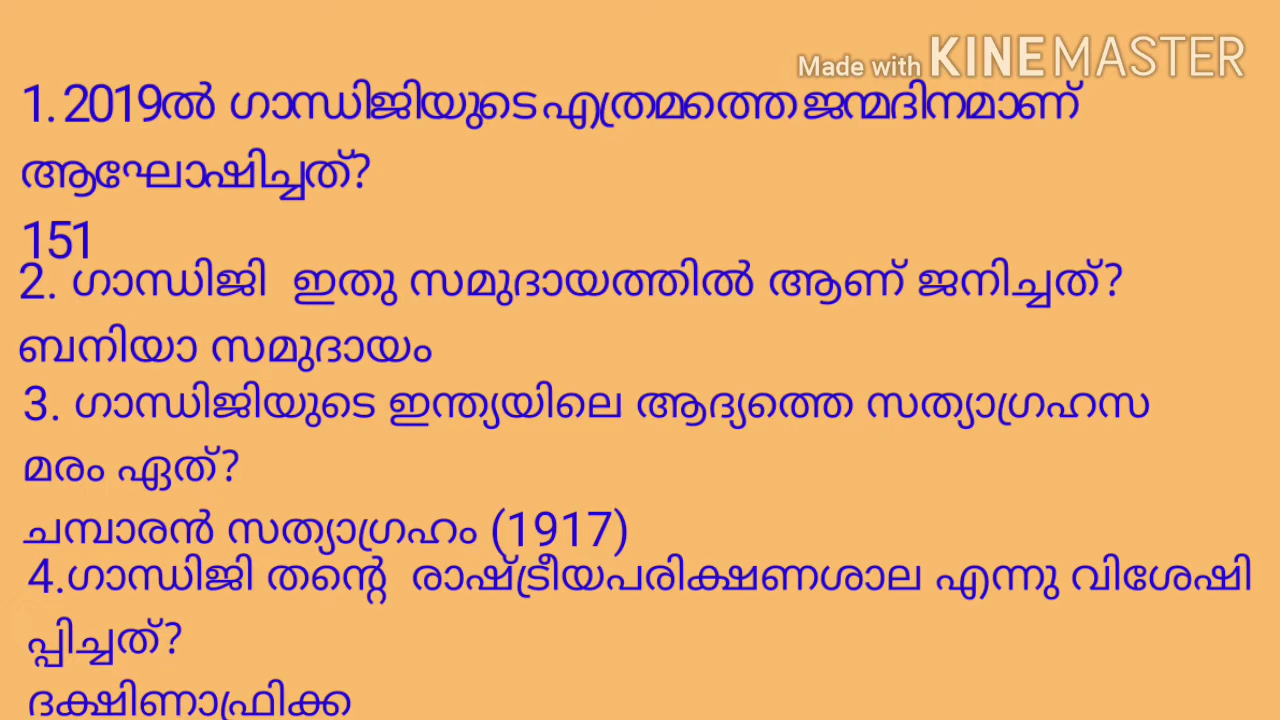 Made with KINEMASTER
1. 2019ൽ ഗാന്ധിജിയുടെ എത്രമത്തെ ജന്മദിനമാണ്
ആഘോഷിച്ചത്?
151
2. ഗാന്ധിജി ഇതു സമുദായത്തിൽ ആണ് ജനിച്ചത്?
ബനിയാ സമുദായം
3. ഗാന്ധിജിയുടെ ഇന്ത്യയിലെ ആദ്യത്തെ സത്യാഗ്രഹസ
മരം ഏത്?
ചമ്പാരൻ സത്യാഗ്രഹം (1917)
4.ഗാന്ധിജി തന്റെ രാഷ്ട്രീയപരിക്ഷണശാല എന്നു വിശേഷി
പ്പിച്ചത്?
ദക്ഷിണാഫ്രിക്ക